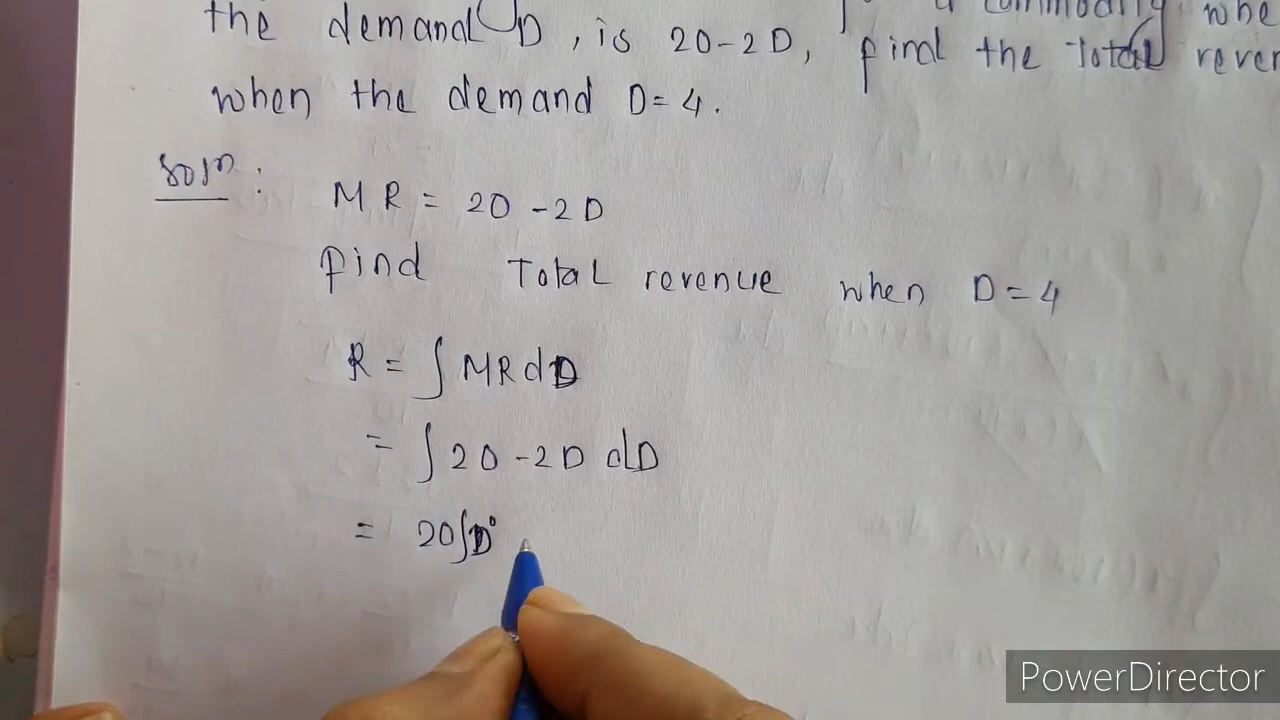 the demand D, is 20-2D, find the Total
when the demand D=4.
Soln:
MR = 20 -2D
find Total revenue when D=4
R = ∫ MR dD
= ∫ 20 -2D dD
= 20∫D⁰
PowerDirector